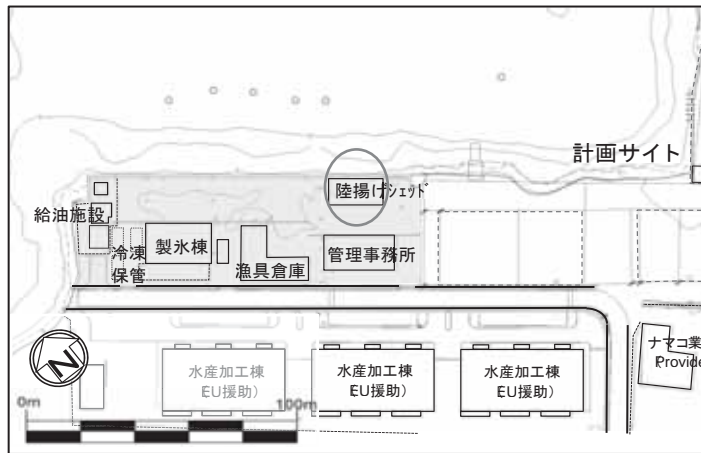 計画サイト
陸揚げシェッド
給油施設
冷凍
保管
製氷棟
漁具倉庫
管理事務所
ナマコ業
Provide
N
水産加工棟
EU援助)
水産加工棟
EU援助)
水産加工棟
EU援助)
0m
100m